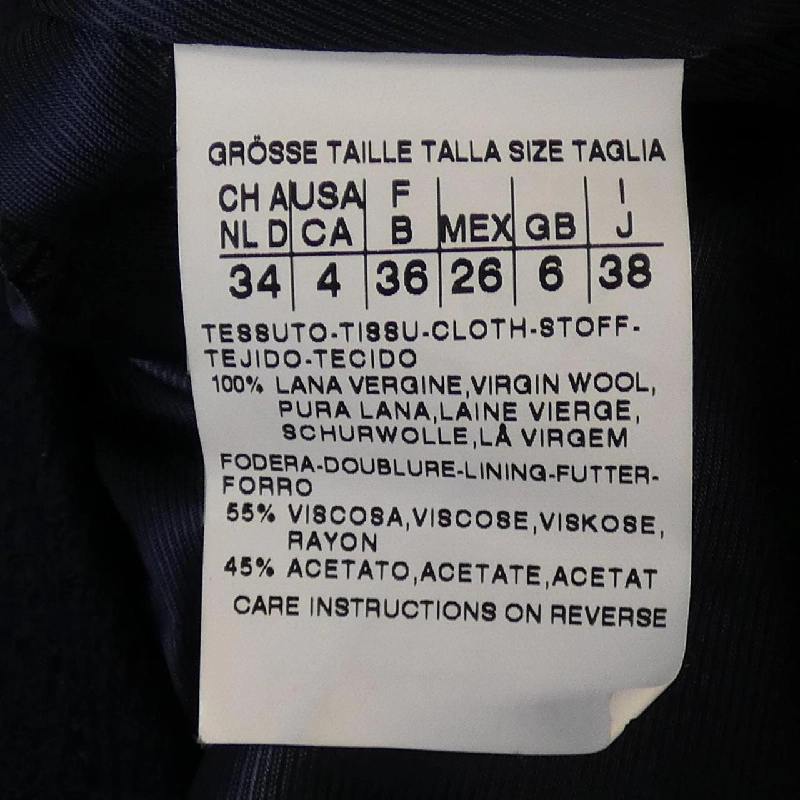 GRÖSSE TAILLE TALLA SIZE TAGLIA
CH A USA F MEX GB I
NL D CA B J
34 4 36 26 6 38
TESSUTO-TISSU-CLOTH-STOFF-
TEJIDO-TECIDO
100% LANA VERGINE,VIRGIN WOOL,
PURA LANA,LAINE VIERGE,
SCHURWOLLE,LÅ VIRGEM
FODERA-DOUBLURE-LINING-FUTTER-
FORRO
55% VISCOSA,VISCOSE,VISKOSE,
RAYON
45% ACETATO,ACETATE,ACETAT
CARE INSTRUCTIONS ON REVERSE